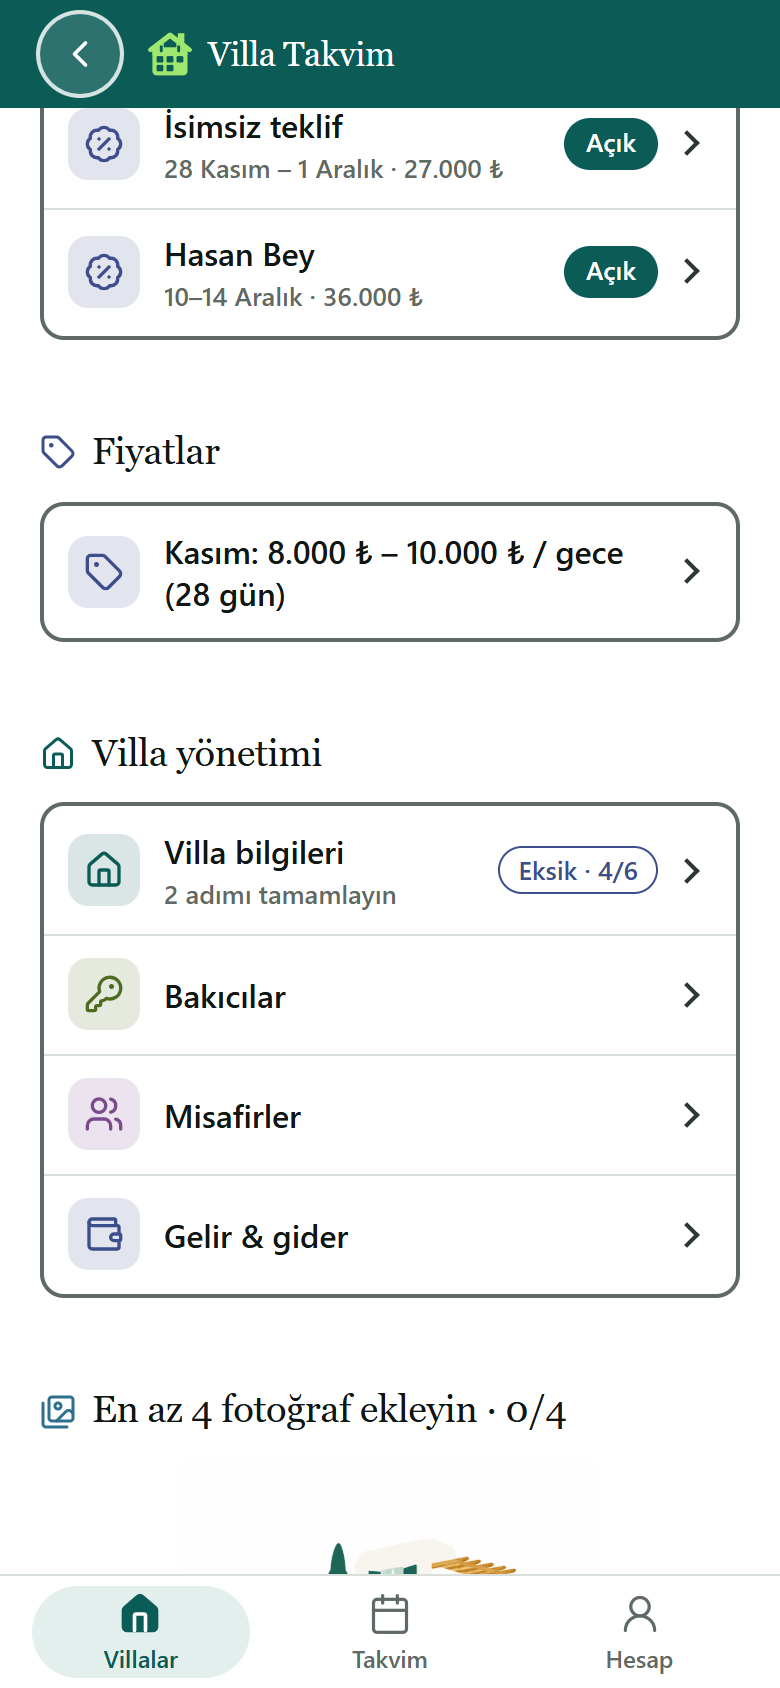 Villa Takvim
İsimsiz teklif
28 Kasım – 1 Aralık · 27.000 ₺
Açık
Hasan Bey
10–14 Aralık · 36.000 ₺
Açık
Fiyatlar
Kasım: 8.000 ₺ – 10.000 ₺ / gece
(28 gün)
Villa yönetimi
Villa bilgileri
2 adımı tamamlayın
Eksik · 4/6
Bakıcılar
Misafirler
Gelir & gider
En az 4 fotoğraf ekleyin · 0/4
Villalar
Takvim
Hesap